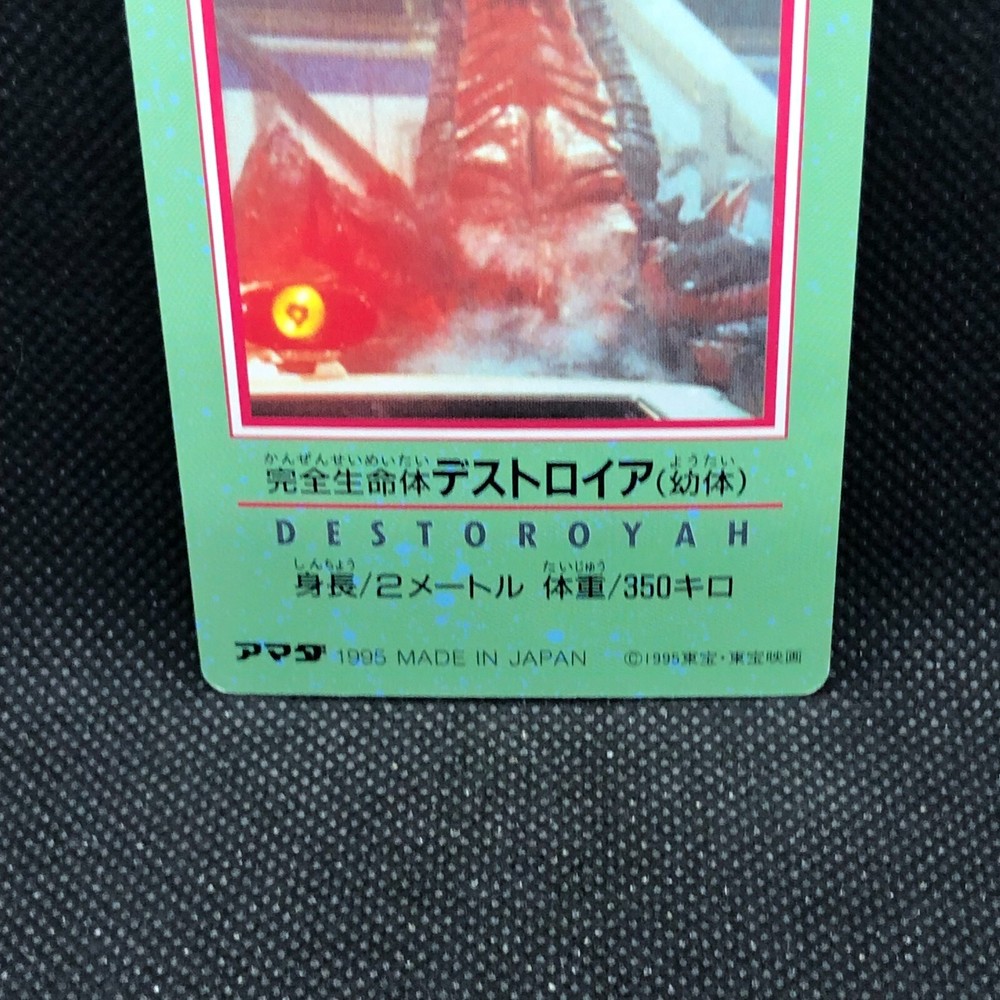 かんぜんせいめいたい ようたい
完全生命体デストロイア(幼体)
DESTOROYAH
しんちょう たいじゅう
身長/2メートル 体重/350キロ
アマダ 1995 MADE IN JAPAN ©1995東宝・東宝映画